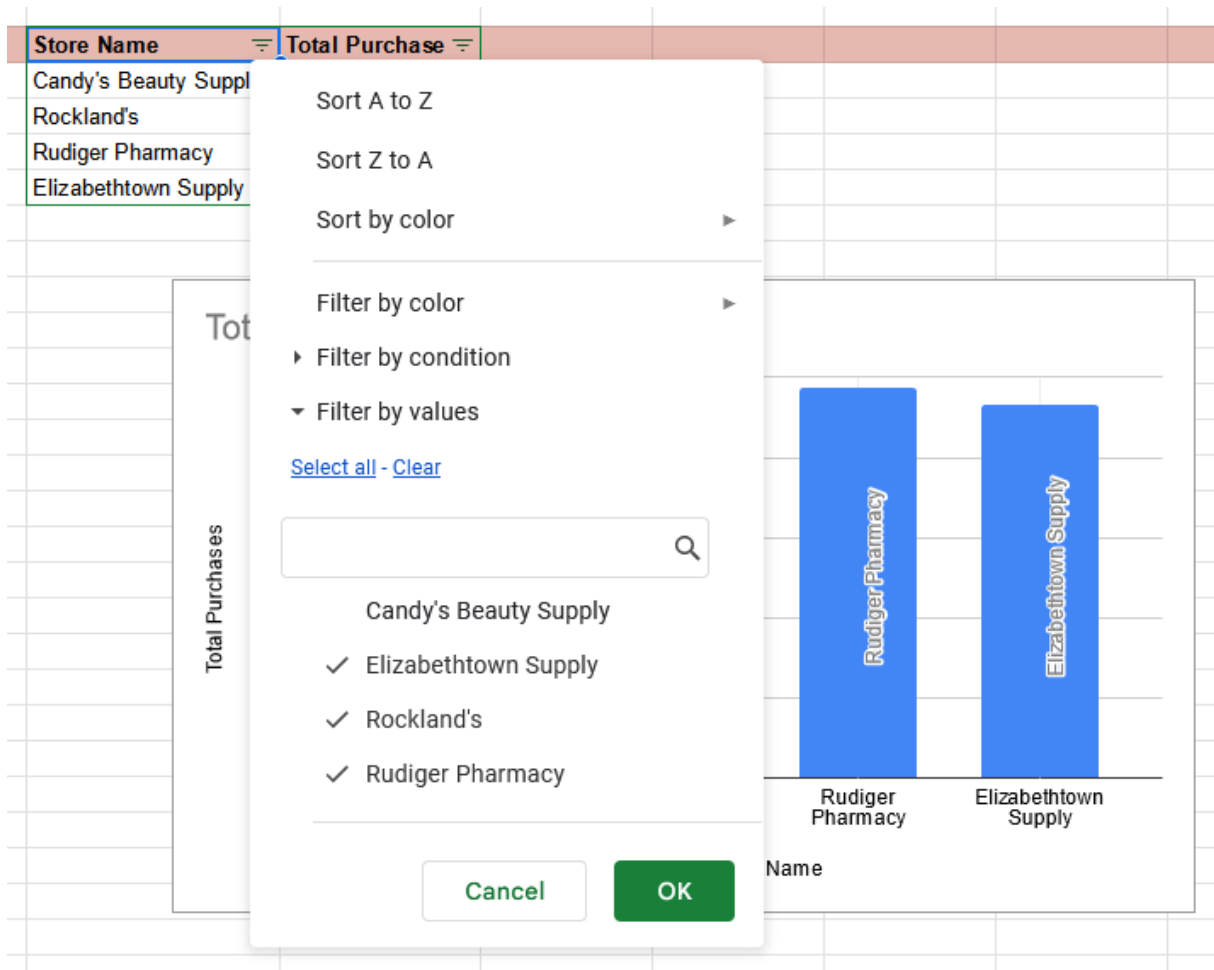 Store Name Total Purchase
Candy's Beauty Suppl
Rockland's
Rudiger Pharmacy
Elizabethtown Supply
Sort A to Z
Sort Z to A
Sort by color
Filter by color
Filter by condition
Filter by values
Select all - Clear
Candy's Beauty Supply
Elizabethtown Supply
Rockland's
Rudiger Pharmacy
Cancel OK
Tot
Total Purchases
Rudiger Pharmacy
Elizabethtown Supply
Rudiger
Pharmacy
Elizabethtown
Supply
Name